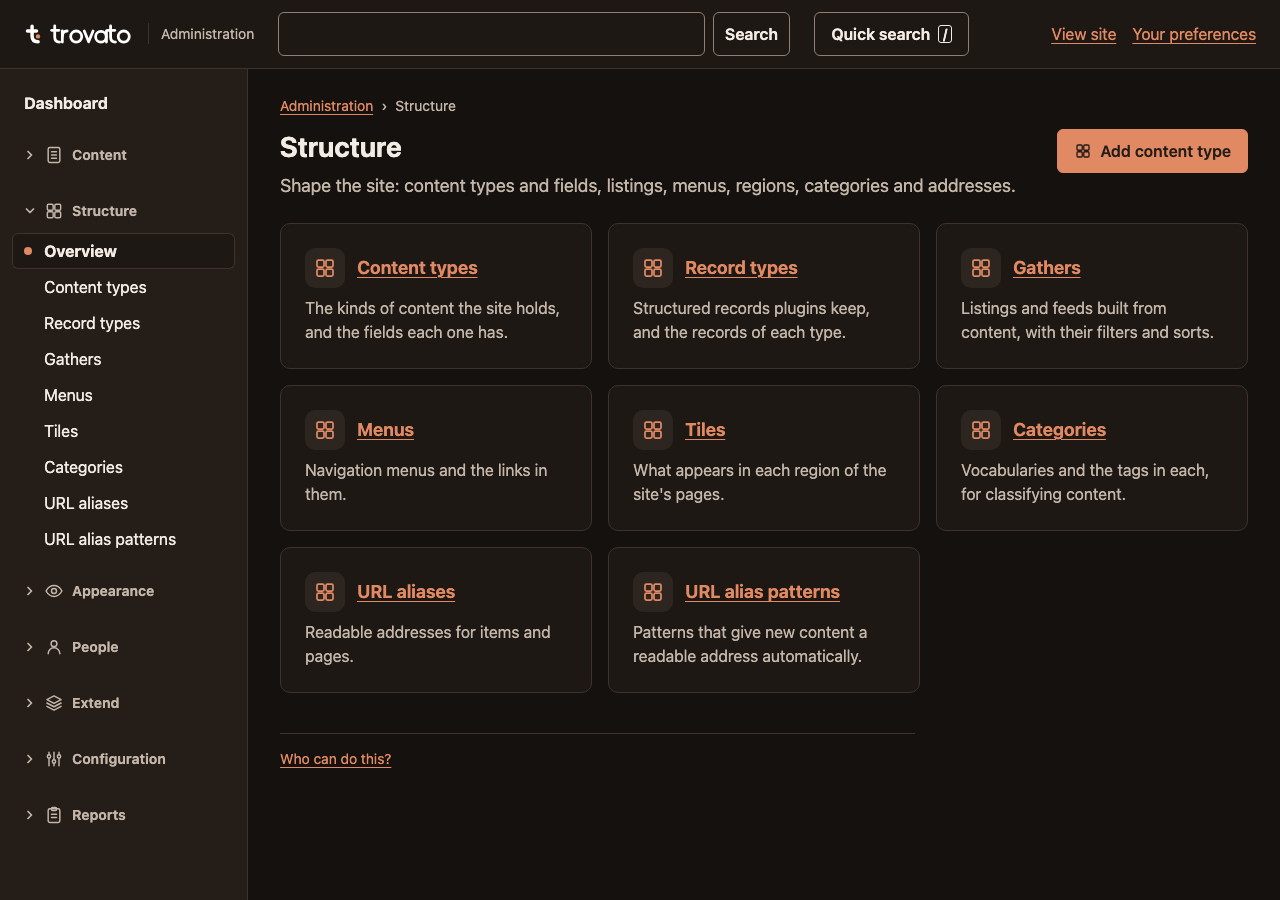 trovato
Administration
Search
Quick search /
View site
Your preferences
Dashboard
Content
Structure
Overview
Content types
Record types
Gathers
Menus
Tiles
Categories
URL aliases
URL alias patterns
Appearance
People
Extend
Configuration
Reports
Administration › Structure
Structure
Add content type
Shape the site: content types and fields, listings, menus, regions, categories and addresses.
Content types
The kinds of content the site holds,
and the fields each one has.
Record types
Structured records plugins keep,
and the records of each type.
Gathers
Listings and feeds built from
content, with their filters and sorts.
Menus
Navigation menus and the links in
them.
Tiles
What appears in each region of the
site's pages.
Categories
Vocabularies and the tags in each,
for classifying content.
URL aliases
Readable addresses for items and
pages.
URL alias patterns
Patterns that give new content a
readable address automatically.
Who can do this?